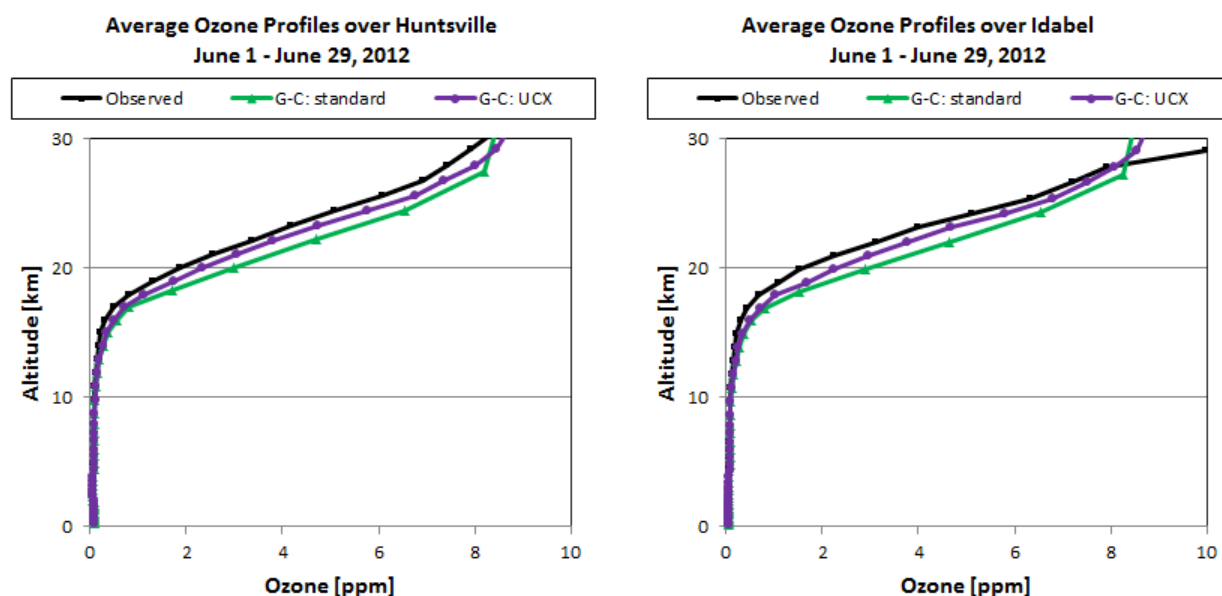 Average Ozone Profiles over Huntsville
June 1 - June 29, 2012
Observed G-C: standard G-C: UCX
30
20
10
0
Altitude [km]
0 2 4 6 8 10
Ozone [ppm]
Average Ozone Profiles over Idabel
June 1 - June 29, 2012
Observed G-C: standard G-C: UCX
30
20
10
0
Altitude [km]
0 2 4 6 8 10
Ozone [ppm]